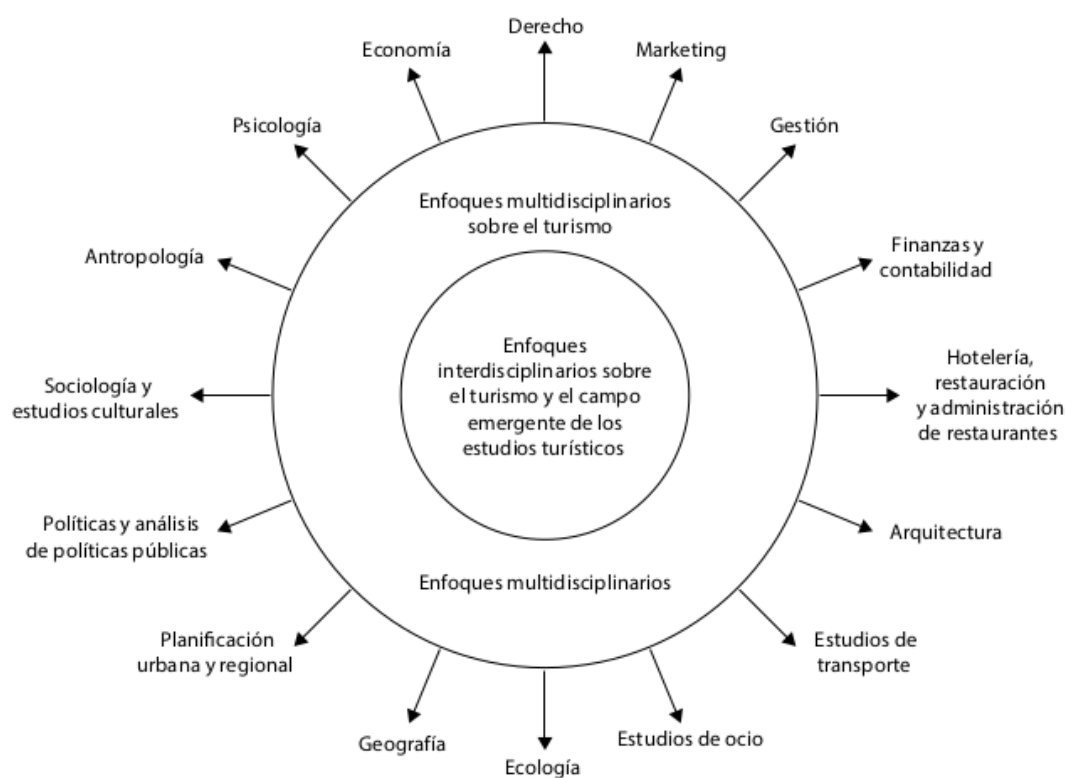 Derecho
Economía
Marketing
Psicología
Gestión
Enfoques multidisciplinarios
sobre el turismo
Antropología
Finanzas y
contabilidad
Enfoques
interdisciplinarios sobre
el turismo y el campo
emergente de los
estudios turísticos
Sociología y
estudios culturales
Hotelería,
restauración
y administración
de restaurantes
Políticas y análisis
de políticas públicas
Arquitectura
Enfoques multidisciplinarios
Planificación
urbana y regional
Estudios de
transporte
Geografía
Estudios de ocio
Ecología